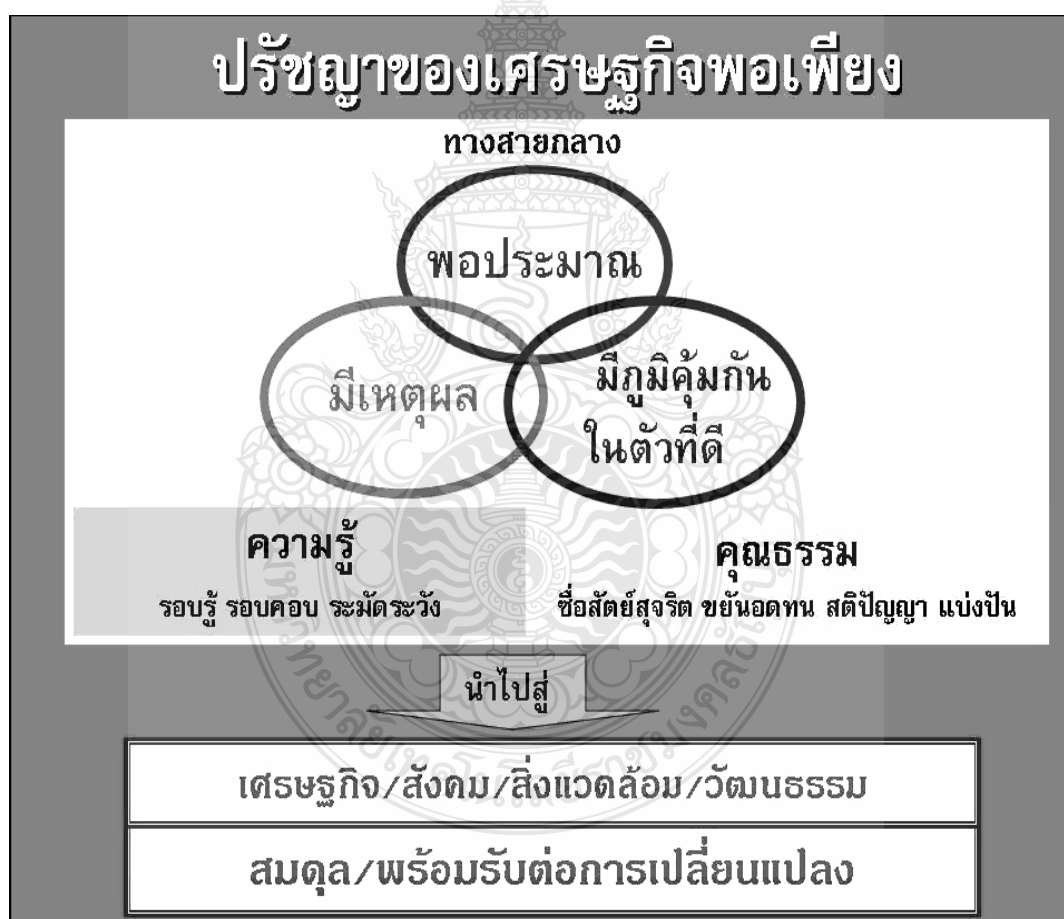 ปรัชญาของเศรษฐกิจพอเพียง
ทางสายกลาง
พอประมาณ
มีเหตุผล
มีภูมิคุ้มกัน
ในตัวที่ดี
ความรู้
รอบรู้ รอบคอบ ระมัดระวัง
คุณธรรม
ซื่อสัตย์สุจริต ขยันอดทน สติปัญญา แบ่งปัน
นำไปสู่
เศรษฐกิจ/สังคม/สิ่งแวดล้อม/วัฒนธรรม
สมดุล/พร้อมรับต่อการเปลี่ยนแปลง